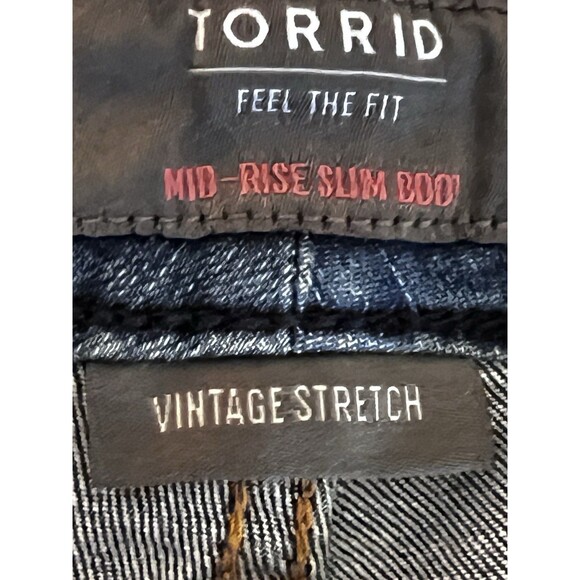 TORRID
FEEL THE FIT
MID-RISE SLIM BOOT
VINTAGE STRETCH